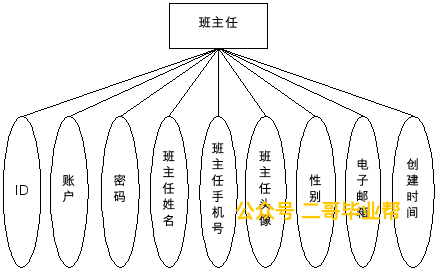 班主任
ID
账户
密码
班主任姓名
班主任手机号
班主任头像
性别
电子邮箱
创建时间
公众号 二哥毕业帮